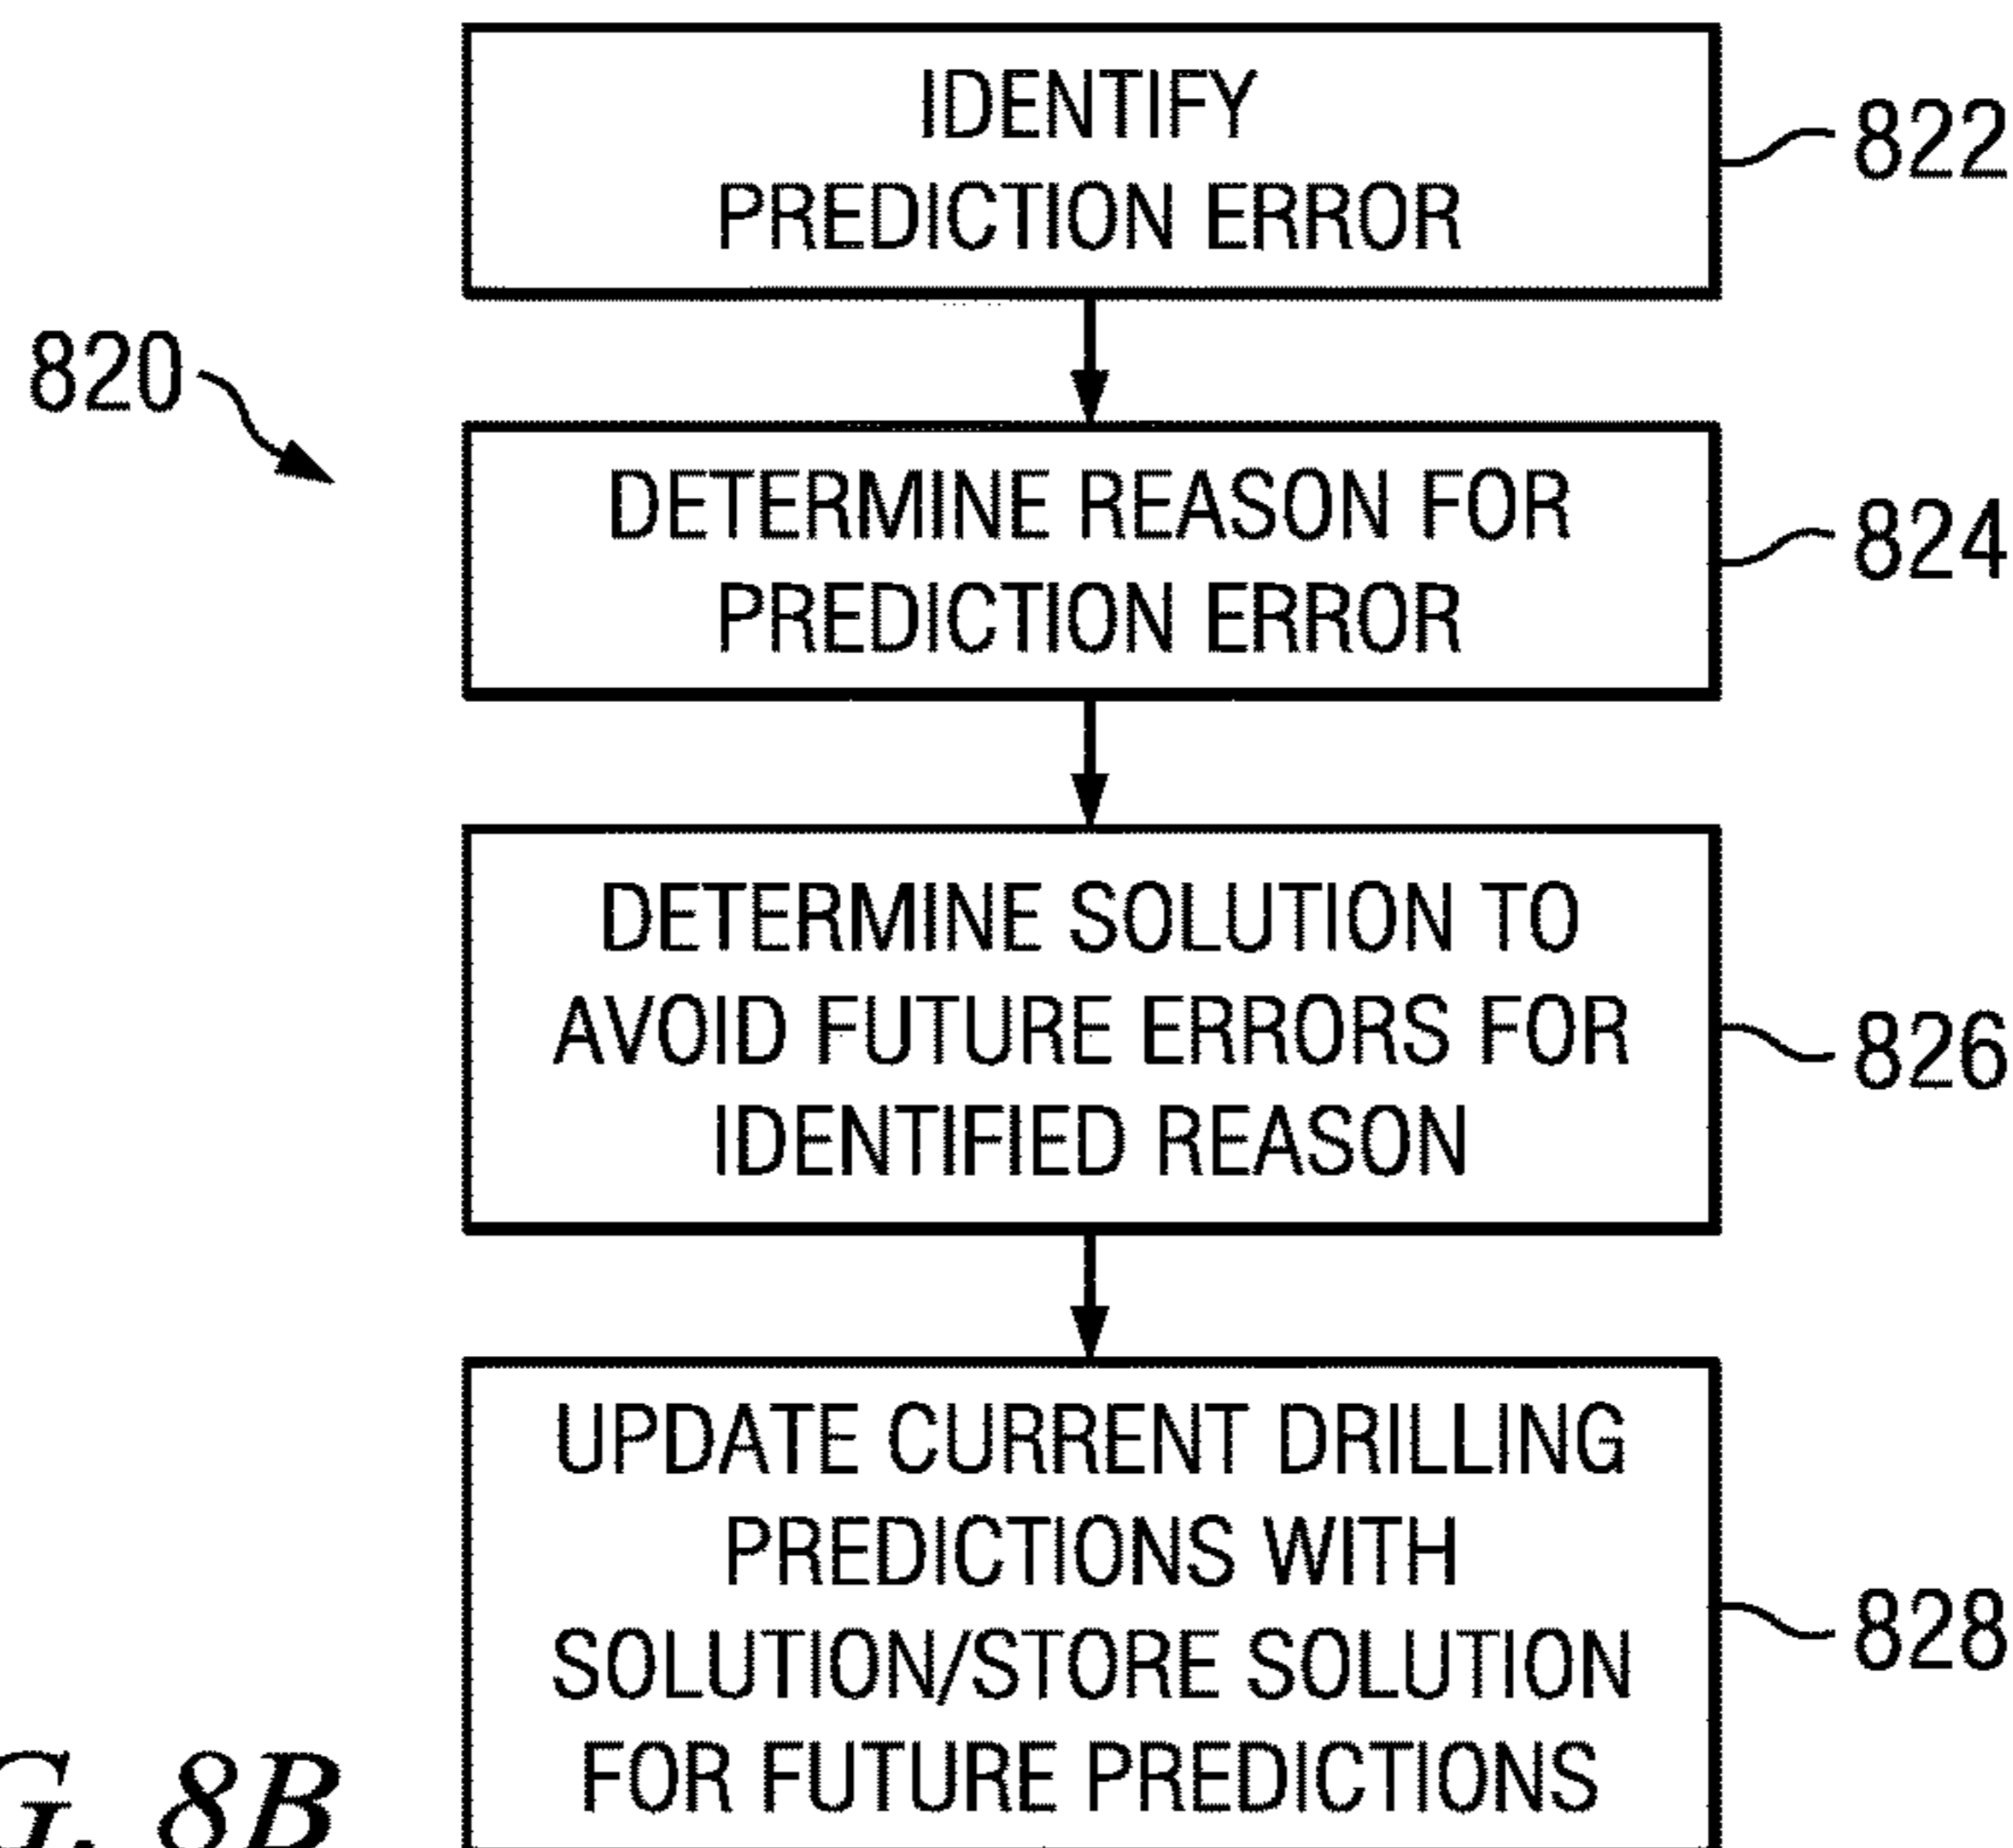 IDENTIFY
PREDICTION ERROR
822
820
DETERMINE REASON FOR
PREDICTION ERROR
824
DETERMINE SOLUTION TO
AVOID FUTURE ERRORS FOR
IDENTIFIED REASON
826
UPDATE CURRENT DRILLING
PREDICTIONS WITH
SOLUTION/STORE SOLUTION
FOR FUTURE PREDICTIONS
828
G. 8B